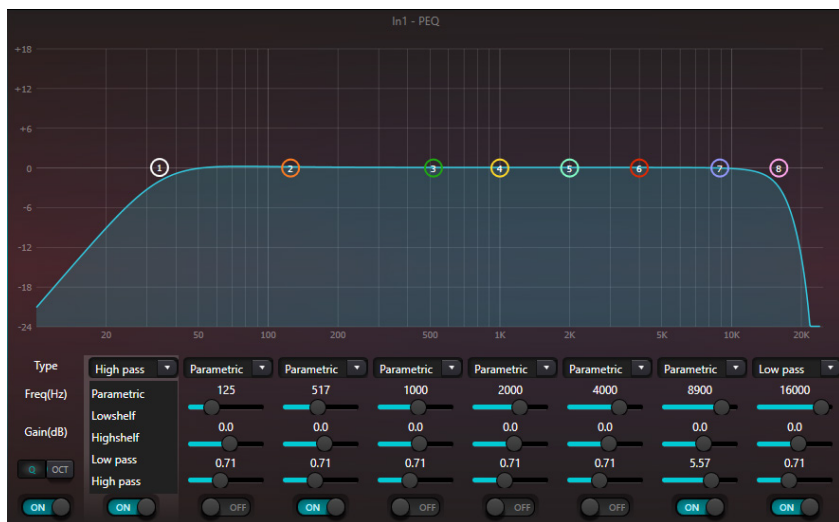 In1 - PEQ
+18
+12
+6
0
-6
-12
-18
-24
1 2 3 4 5 6 7 8
20 50 100 200 500 1K 2K 5K 10K 20K
Type High pass Parametric Parametric Parametric Parametric Parametric Parametric Low pass
Freq(Hz) Parametric 125 517 1000 2000 4000 8900 16000
Lowshelf
Gain(dB) Highshelf 0.0 0.0 0.0 0.0 0.0 0.0 0.0
Low pass
Q OCT High pass 0.71 0.71 0.71 0.71 0.71 5.57 0.71
ON ON OFF ON OFF OFF OFF ON ON